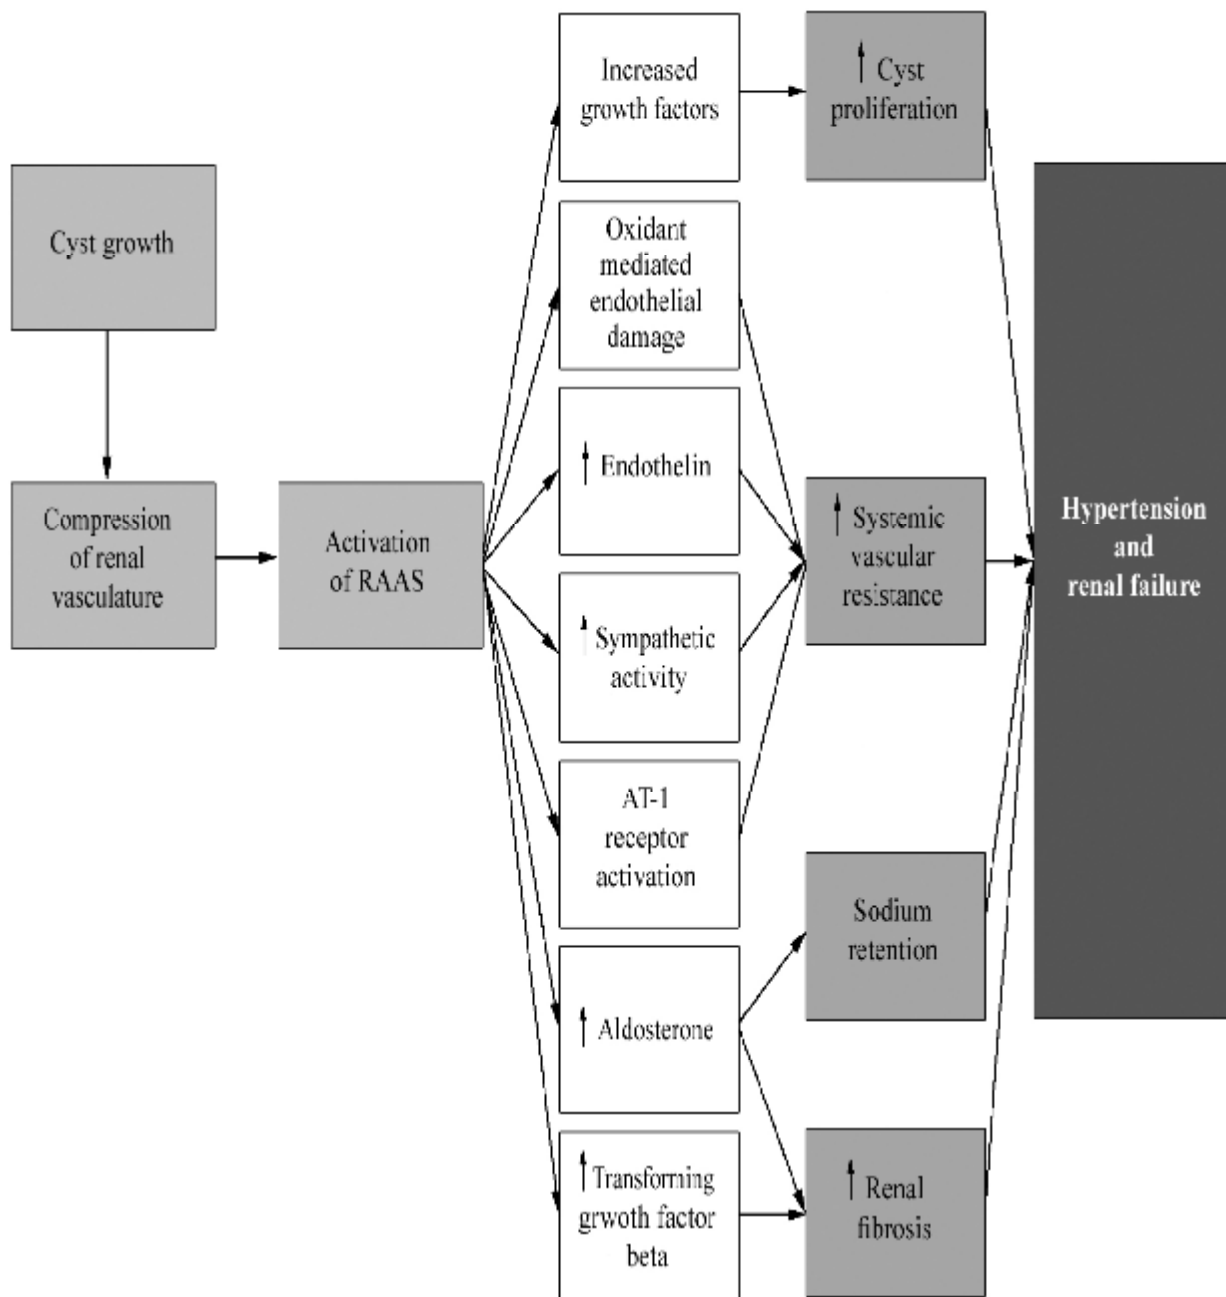 Cyst growth
Compression
of renal
vasculature
Activation
of RAAS
Increased
growth factors
Oxidant
mediated
endothelial
damage
↑ Endothelin
↑ Sympathetic
activity
AT-1
receptor
activation
↑ Aldosterone
↑ Transforming
grwoth factor
beta
↑ Cyst
proliferation
↑ Systemic
vascular
resistance
Sodium
retention
↑ Renal
fibrosis
Hypertension
and
renal failure